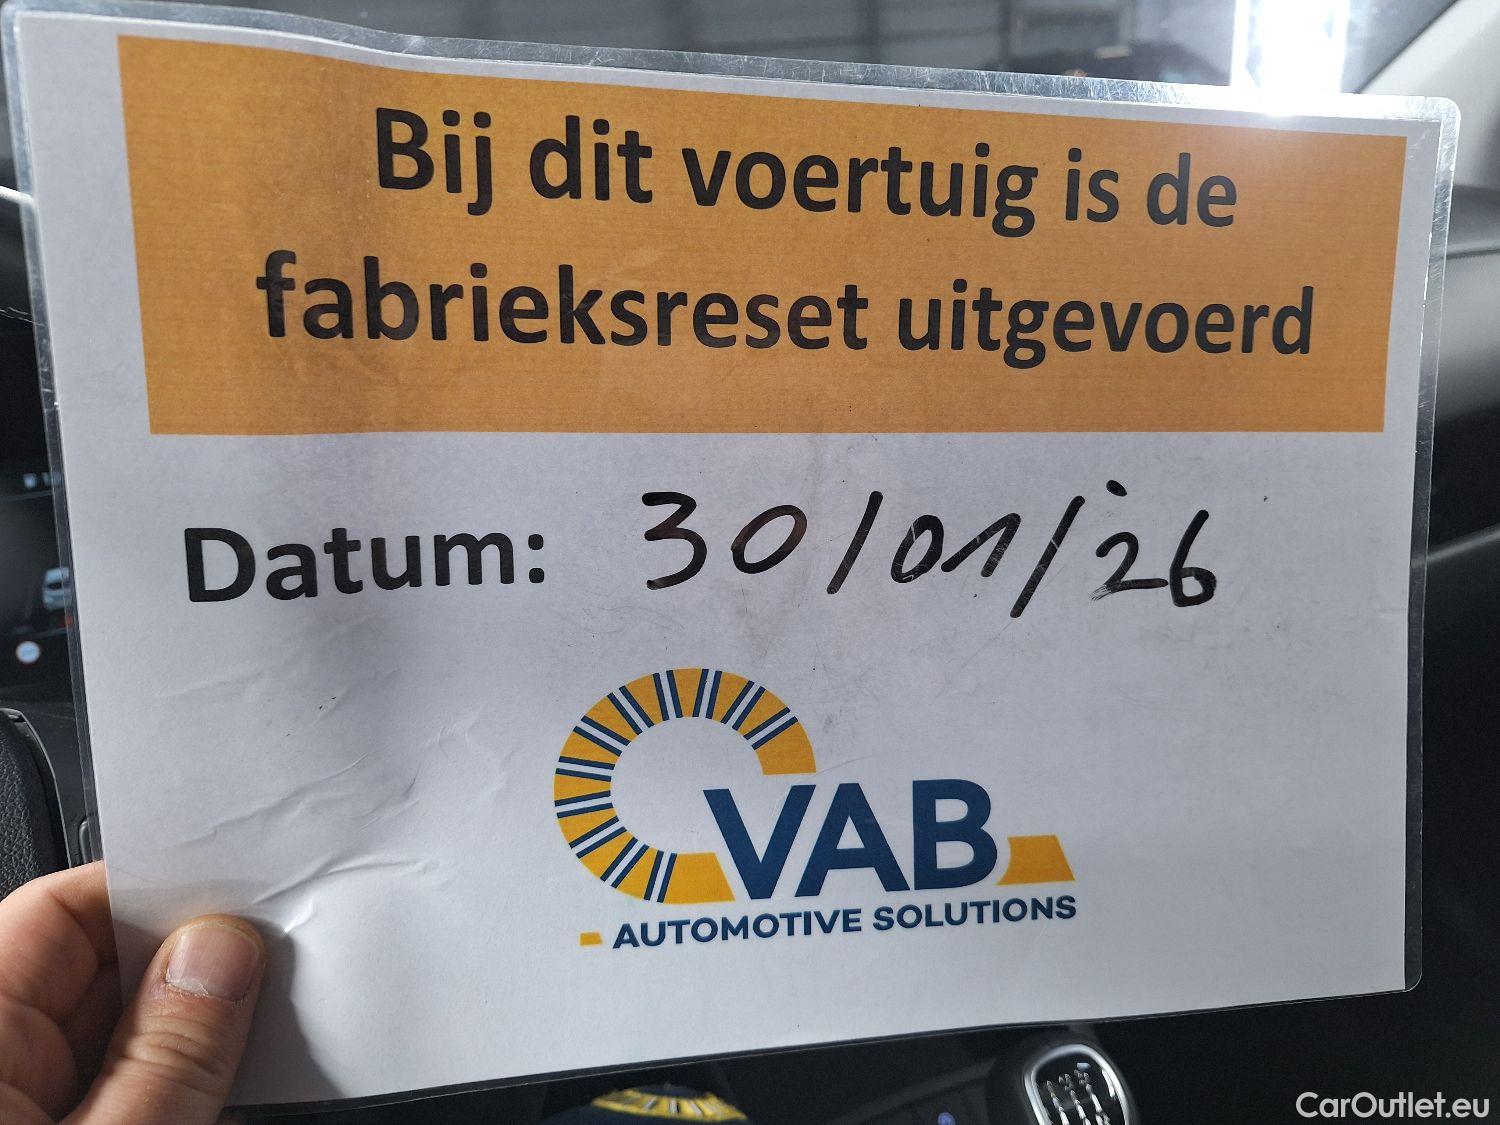 Bij dit voertuig is de
fabrieksreset uitgevoerd
Datum: 30/01/26
VAB
AUTOMOTIVE SOLUTIONS
CarOutlet.eu